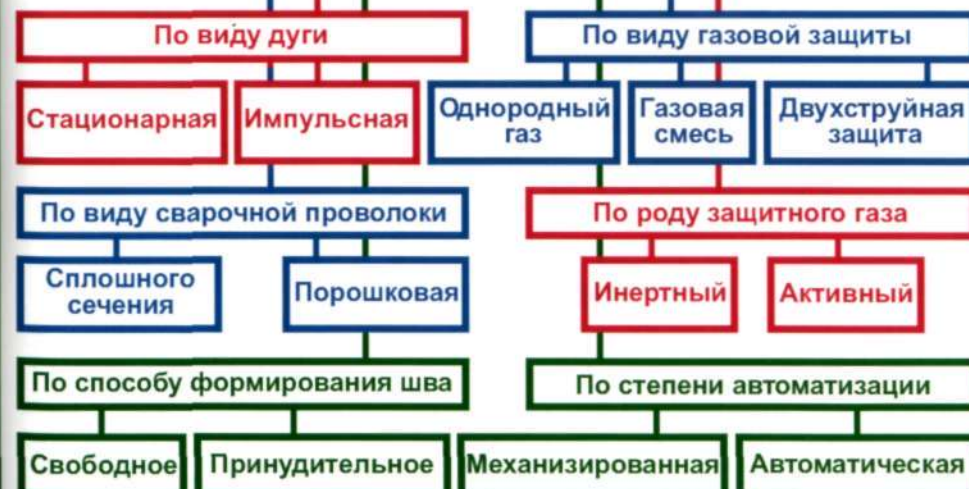 По виду дуги
По виду газовой защиты
Стационарная
Импульсная
Однородный
газ
Газовая
смесь
Двухструйная
защита
По виду сварочной проволоки
По роду защитного газа
Сплошного
сечения
Порошковая
Инертный
Активный
По способу формирования шва
По степени автоматизации
Свободное
Принудительное
Механизированная
Автоматическая